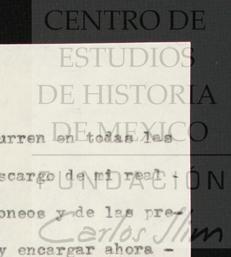 CENTRO DE
ESTUDIOS
DE HISTORIA
DE MEXICO
FUNDACIÓN
Carlos Slim
urren en todas las
scargo de mi real -
oneos y de las pre-
y encargar ahora -